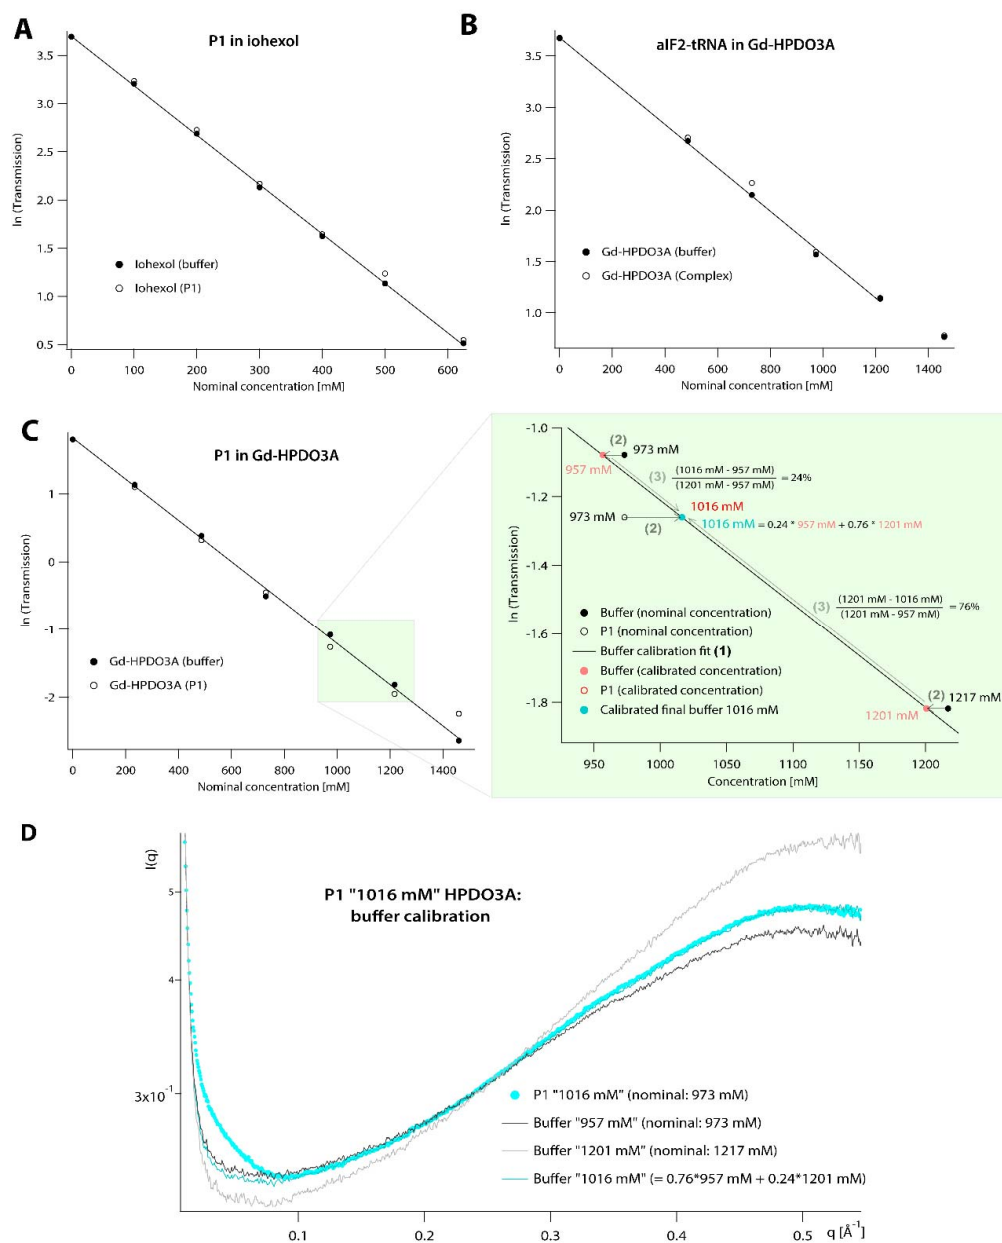 A
P1 in iohexol
3.5
3.0
2.5
2.0
1.5
1.0
0.5
ln (Transmission)
Iohexol (buffer)
Iohexol (P1)
0 100 200 300 400 500 600
Nominal concentration [mM]
B
aIF2-tRNA in Gd-HPDO3A
3.5
3.0
2.5
2.0
1.5
1.0
ln (Transmission)
Gd-HPDO3A (buffer)
Gd-HPDO3A (Complex)
0 200 400 600 800 1000 1200 1400
Nominal concentration [mM]
C
P1 in Gd-HPDO3A
1
0
-1
-2
ln (Transmission)
Gd-HPDO3A (buffer)
Gd-HPDO3A (P1)
0 200 400 600 800 1000 1200 1400
Nominal concentration [mM]
-1.0
-1.2
-1.4
-1.6
-1.8
ln (Transmission)
(2)
973 mM
957 mM
(3) (1016 mM - 957 mM)
(1201 mM - 957 mM) = 24%
1016 mM
973 mM
(2)
1016 mM = 0.24 * 957 mM + 0.76 * 1201 mM
(3) (1201 mM - 1016 mM)
(1201 mM - 957 mM) = 76%
Buffer (nominal concentration)
P1 (nominal concentration)
Buffer calibration fit (1)
Buffer (calibrated concentration)
P1 (calibrated concentration)
Calibrated final buffer 1016 mM
(2) 1217 mM
1201 mM
950 1000 1050 1100 1150 1200
Concentration [mM]
D
I(q)
P1 "1016 mM" HPDO3A:
buffer calibration
5
4
3x10⁻¹
P1 "1016 mM" (nominal: 973 mM)
Buffer "957 mM" (nominal: 973 mM)
Buffer "1201 mM" (nominal: 1217 mM)
Buffer "1016 mM" (= 0.76*957 mM + 0.24*1201 mM)
0.1 0.2 0.3 0.4 0.5 q [Å⁻¹]